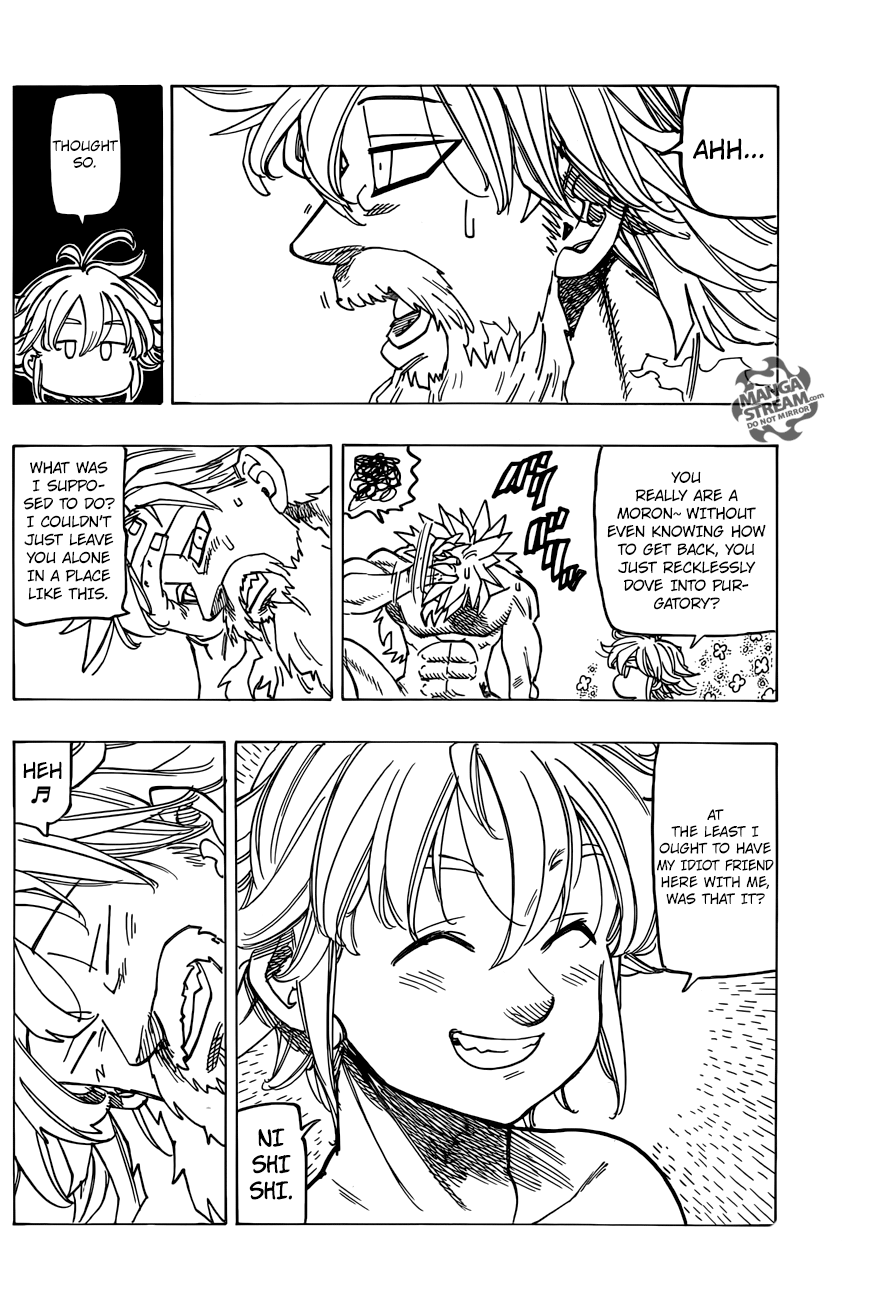 AHH...
THOUGHT
SO.
MANGA
STREAM.com
DO NOT MIRROR
YOU
REALLY ARE A
MORON~ WITHOUT
EVEN KNOWING HOW
TO GET BACK, YOU
JUST RECKLESSLY
DOVE INTO PUR-
GATORY?
WHAT WAS
I SUPPO-
SED TO DO?
I COULDN'T
JUST LEAVE
YOU ALONE
IN A PLACE
LIKE THIS.
AT
THE LEAST I
OUGHT TO HAVE
MY IDIOT FRIEND
HERE WITH ME,
WAS THAT IT?
NI
SHI
SHI.
HEH
♬